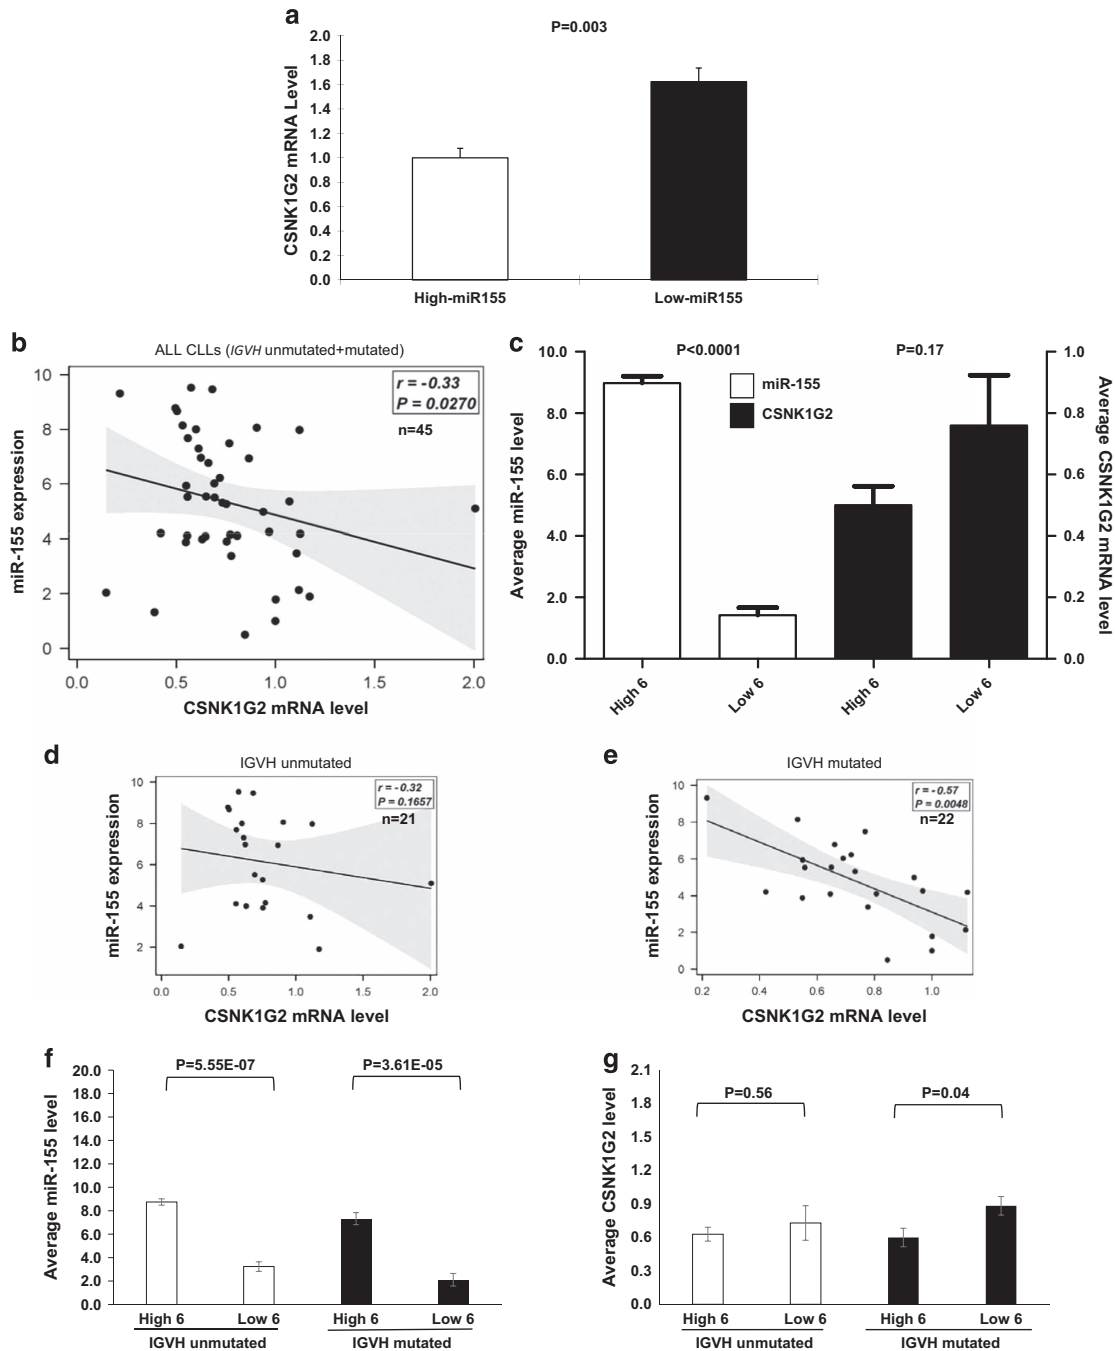 a
P=0.003
CSNK1G2 mRNA Level
2.0
1.8
1.6
1.4
1.2
1.0
0.8
0.6
0.4
0.2
0.0
High-miR155 Low-miR155
b
ALL CLLs (IGVH unmutated+mutated)
r = -0.33
P = 0.0270
n=45
miR-155 expression
10
8
6
4
2
0
0.0 0.5 1.0 1.5 2.0
CSNK1G2 mRNA level
c
P<0.0001 P=0.17
miR-155
CSNK1G2
Average miR-155 level
10.0
8.0
6.0
4.0
2.0
0.0
Average CSNK1G2 mRNA level
1.0
0.8
0.6
0.4
0.2
0.0
High 6 Low 6 High 6 Low 6
d
IGVH unmutated
r = -0.32
P = 0.1657
n=21
miR-155 expression
10
8
6
4
2
0.0 0.5 1.0 1.5 2.0
CSNK1G2 mRNA level
e
IGVH mutated
r = -0.57
P = 0.0048
n=22
miR-155 expression
10
8
6
4
2
0
0.2 0.4 0.6 0.8 1.0
CSNK1G2 mRNA level
f
P=5.55E-07 P=3.61E-05
Average miR-155 level
20.0
18.0
16.0
14.0
12.0
10.0
8.0
6.0
4.0
2.0
0.0
High 6 Low 6 High 6 Low 6
IGVH unmutated IGVH mutated
g
P=0.56 P=0.04
Average CSNK1G2 level
2.1
1.8
1.5
1.2
0.9
0.6
0.3
0.0
High 6 Low 6 High 6 Low 6
IGVH unmutated IGVH mutated